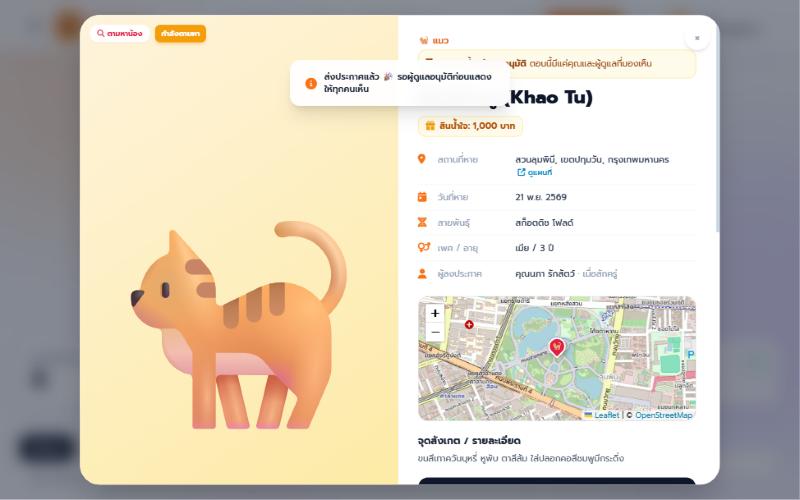 ตามหาน้อง
กำลังตามหา
แมว
อนุมัติ ตอนนี้มีแค่คุณและผู้ดูแลที่มองเห็น
ส่งประกาศแล้ว 🎉 รอผู้ดูแลอนุมัติก่อนแสดง
ให้ทุกคนเห็น
(Khao Tu)
สินน้ำใจ: 1,000 บาท
สถานที่หาย สวนลุมพินี, เขตปทุมวัน, กรุงเทพมหานคร
ดูแผนที่
วันที่หาย 21 พ.ย. 2569
สายพันธุ์ สก็อตติช โฟลด์
เพศ / อายุ เมีย / 3 ปี
ผู้ลงประกาศ คุณนภา รักสัตว์ · เมื่อสักครู่
+
−
P
Leaflet | © OpenStreetMap
จุดสังเกต / รายละเอียด
ขนสีเทาควันบุหรี่ หูพับ ตาสีส้ม ใส่ปลอกคอสีชมพูมีกระดิ่ง